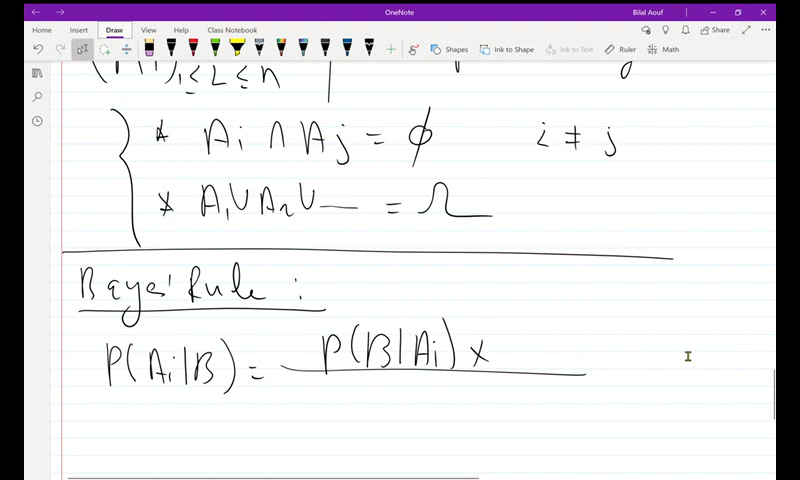 OneNote
Bilal Aouf
Home Insert Draw View Help Class Notebook
Share
Shapes Ink to Shape Ink to Text Ruler Math
1 ≤ i ≤ n
* Ai ∩ Aj = ϕ i ≠ j
* A₁ ∪ A₂ ∪ — = Ω
Bayes' Rule :
P(Ai|B) = P(B|Ai) ×